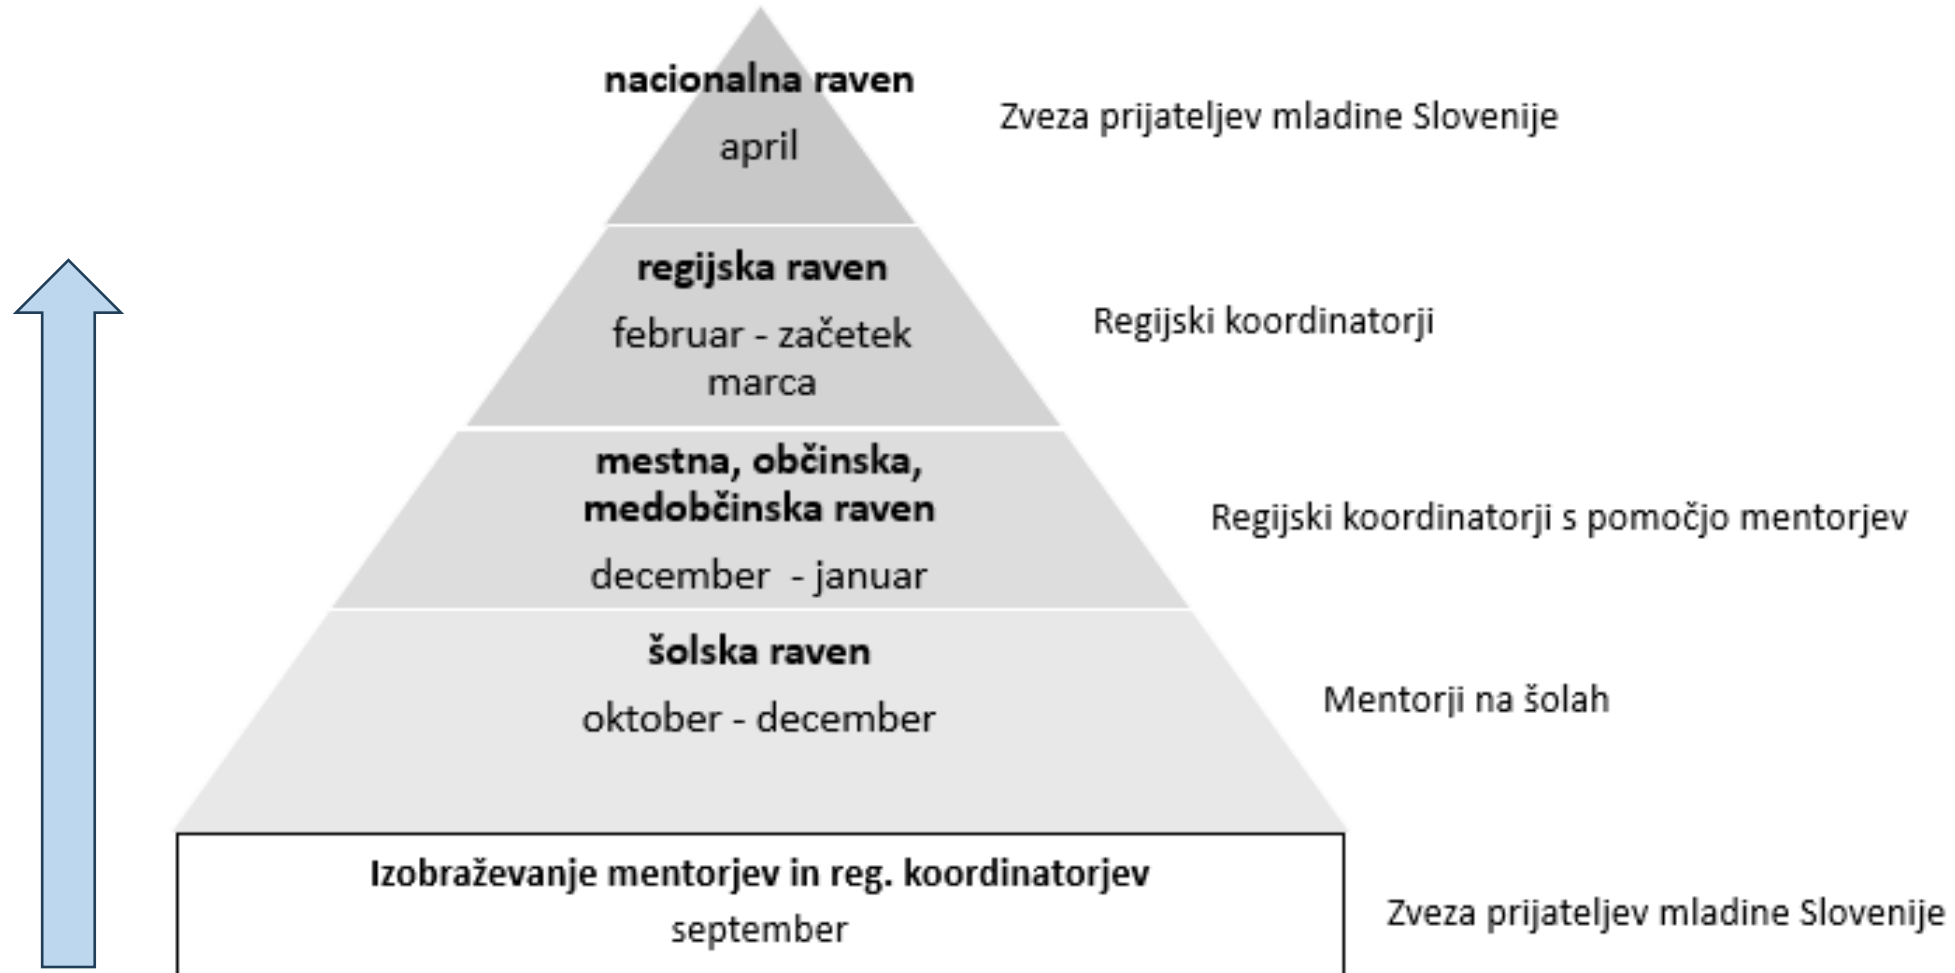 nacionalna raven
april
Zveza prijateljev mladine Slovenije
regijska raven
februar - začetek
marca
Regijski koordinatorji
mestna, občinska,
medobčinska raven
december - januar
Regijski koordinatorji s pomočjo mentorjev
šolska raven
oktober - december
Mentorji na šolah
Izobraževanje mentorjev in reg. koordinatorjev
september
Zveza prijateljev mladine Slovenije